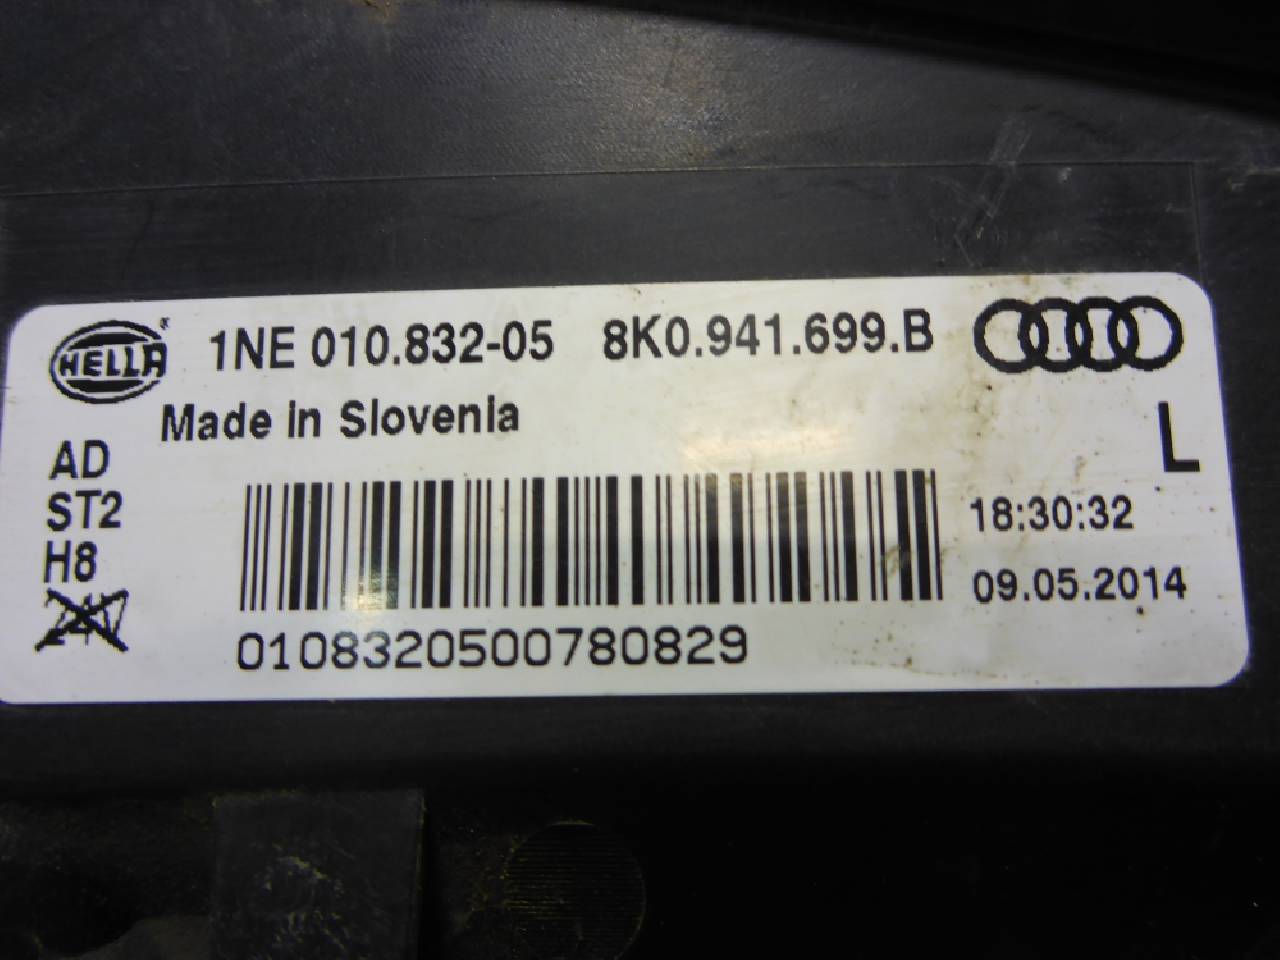 HELLA 1NE 010.832-05 8K0.941.699.B
Made in Slovenia
L
AD
ST2
H8
18:30:32
09.05.2014
0108320500780829